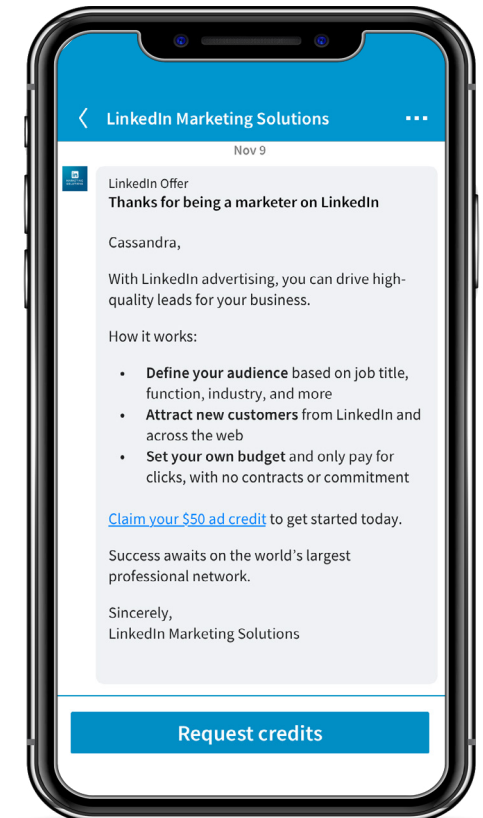 LinkedIn Marketing Solutions
Nov 9
in
LinkedIn Offer
Thanks for being a marketer on LinkedIn
Cassandra,
With LinkedIn advertising, you can drive high-
quality leads for your business.
How it works:
• Define your audience based on job title,
function, industry, and more
• Attract new customers from LinkedIn and
across the web
• Set your own budget and only pay for
clicks, with no contracts or commitment
Claim your $50 ad credit to get started today.
Success awaits on the world’s largest
professional network.
Sincerely,
LinkedIn Marketing Solutions
Request credits